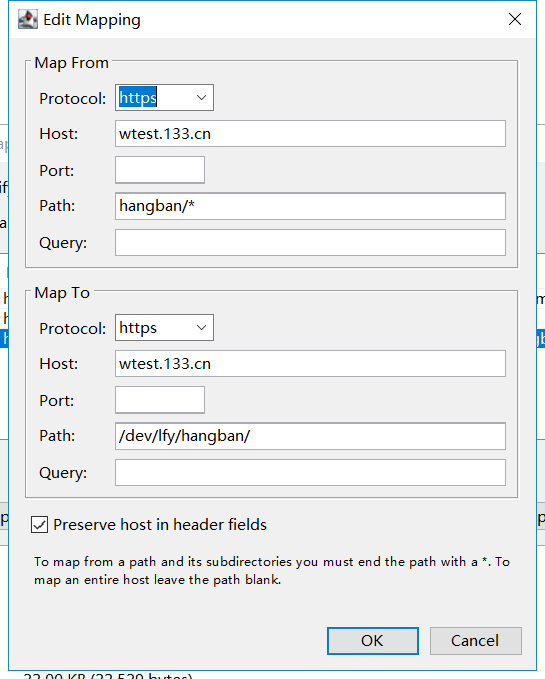 Edit Mapping
Map From
Protocol: https
Host: wtest.133.cn
Port:
Path: hangban/*
Query:
Map To
Protocol: https
Host: wtest.133.cn
Port:
Path: /dev/lfy/hangban/
Query:
Preserve host in header fields
To map from a path and its subdirectories you must end the path with a *. To
map an entire host leave the path blank.
OK Cancel